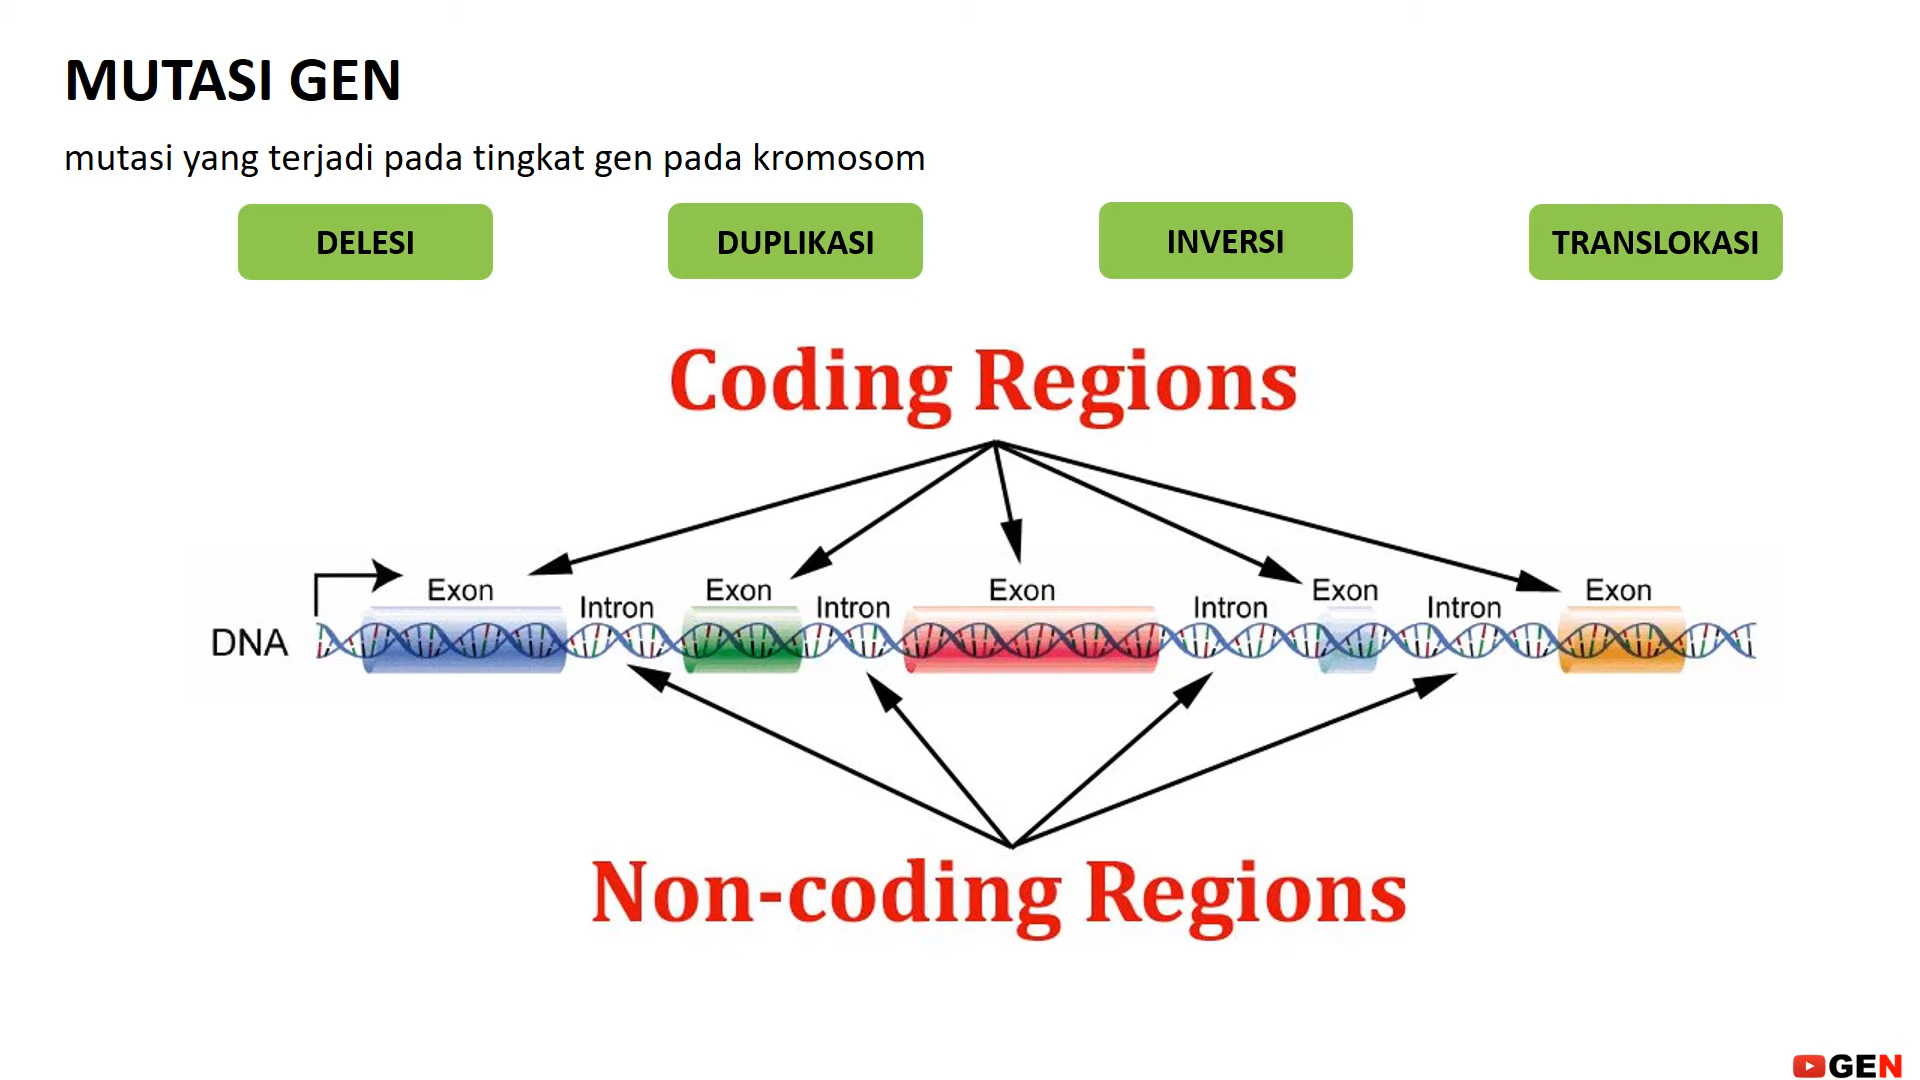 MUTASI GEN
mutasi yang terjadi pada tingkat gen pada kromosom
DELESI
DUPLIKASI
INVERSI
TRANSLOKASI
Coding Regions
Exon
Intron
Exon
Intron
Exon
Intron
Exon
Intron
Exon
DNA
Non-coding Regions
GEN